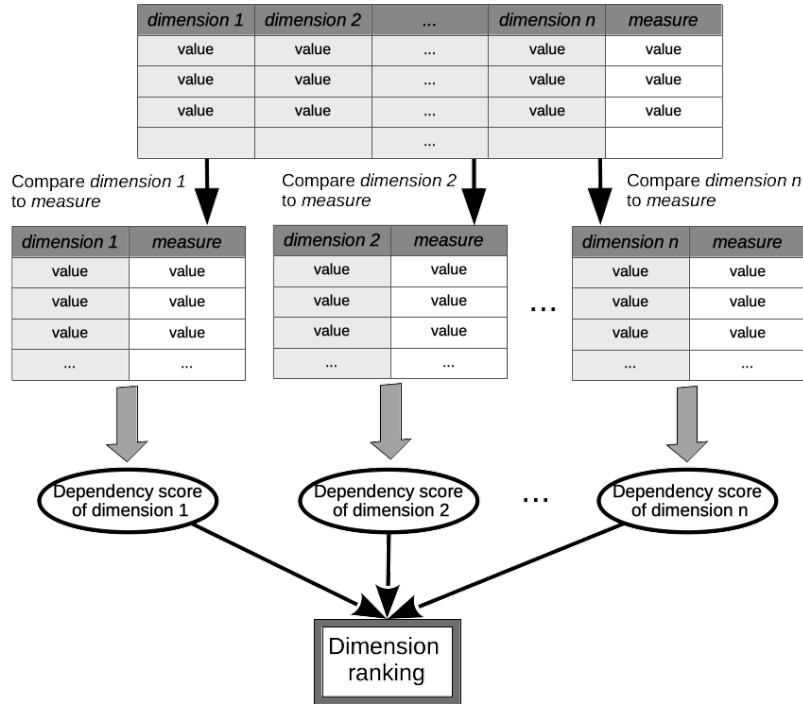 dimension 1 dimension 2 ... dimension n measure
value value ... value value
value value ... value value
value value ... value value
...
Compare dimension 1
to measure
Compare dimension 2
to measure
Compare dimension n
to measure
dimension 1 measure
value value
value value
value value
... ...
dimension 2 measure
value value
value value
value value
... ...
...
dimension n measure
value value
value value
value value
... ...
Dependency score
of dimension 1
Dependency score
of dimension 2
...
Dependency score
of dimension n
Dimension
ranking